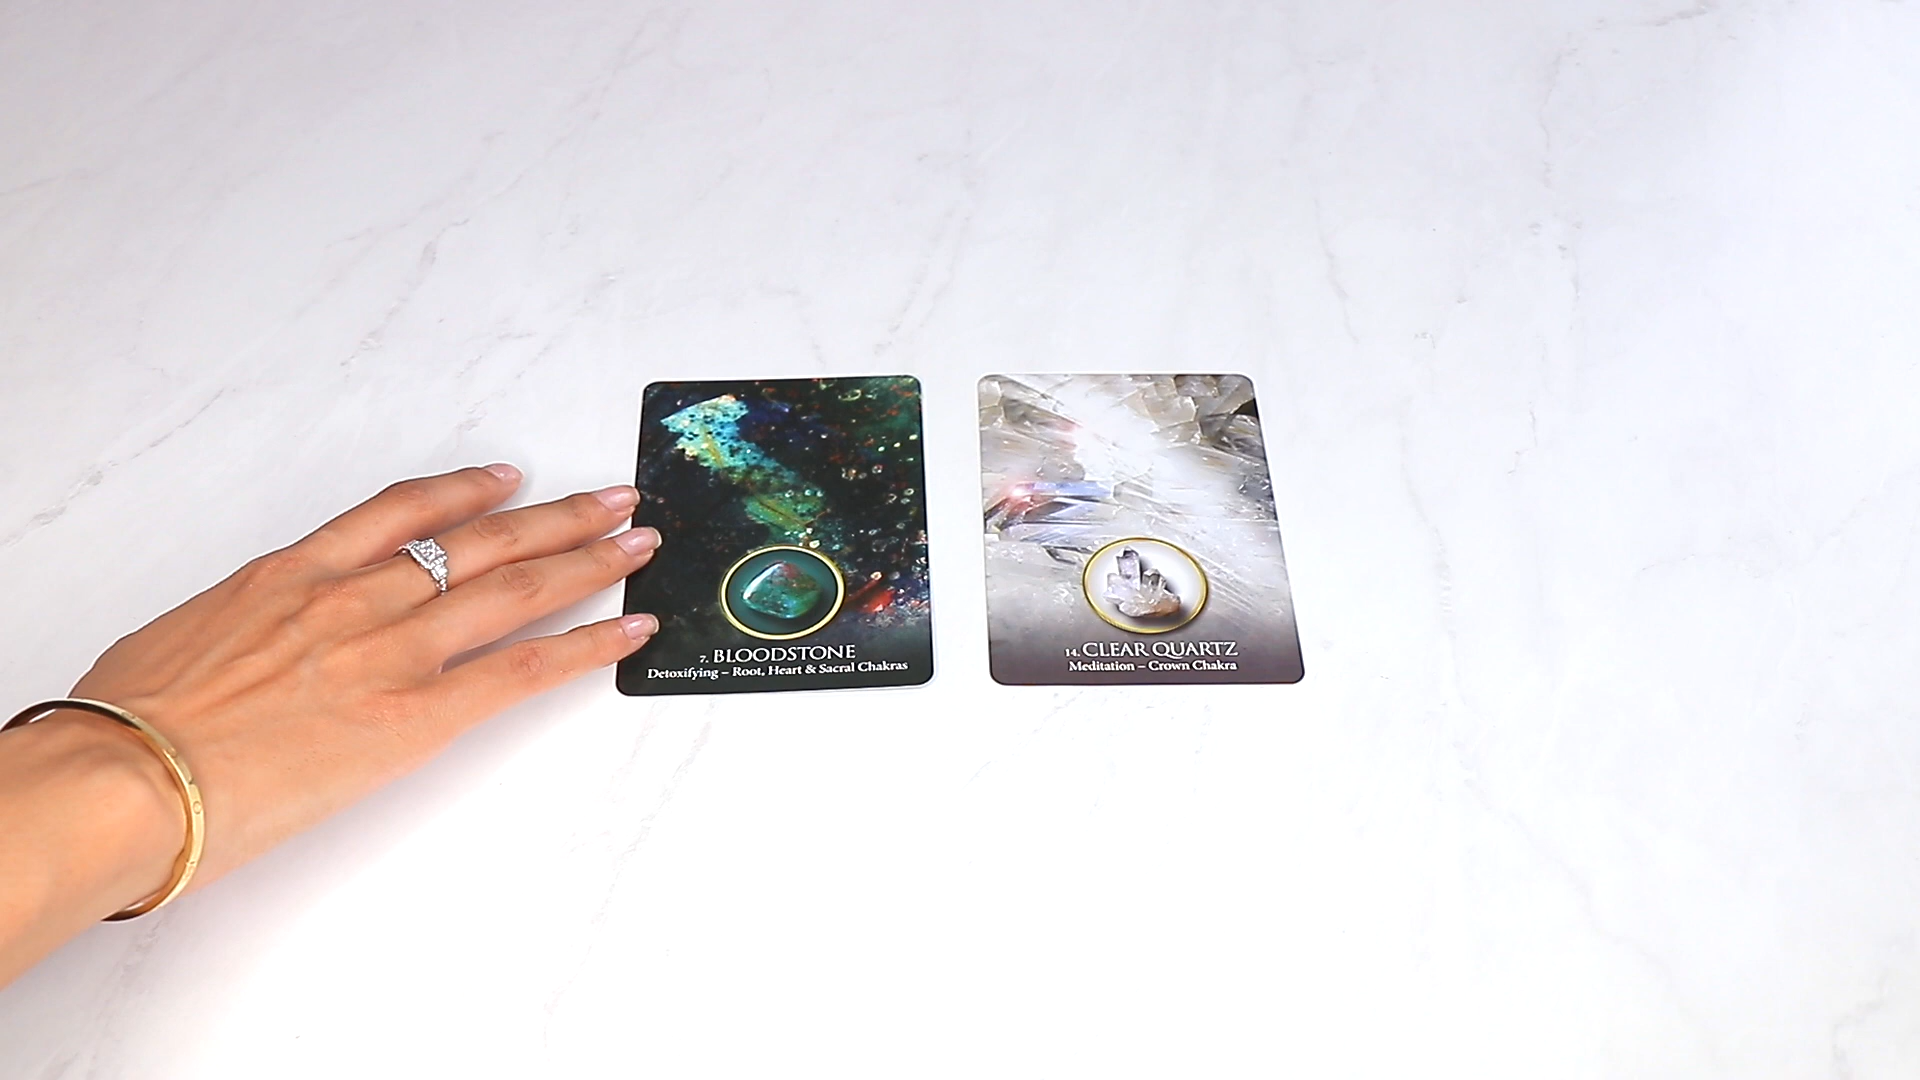 7. BLOODSTONE
Detoxifying – Root, Heart & Sacral Chakras
14. CLEAR QUARTZ
Meditation – Crown Chakra